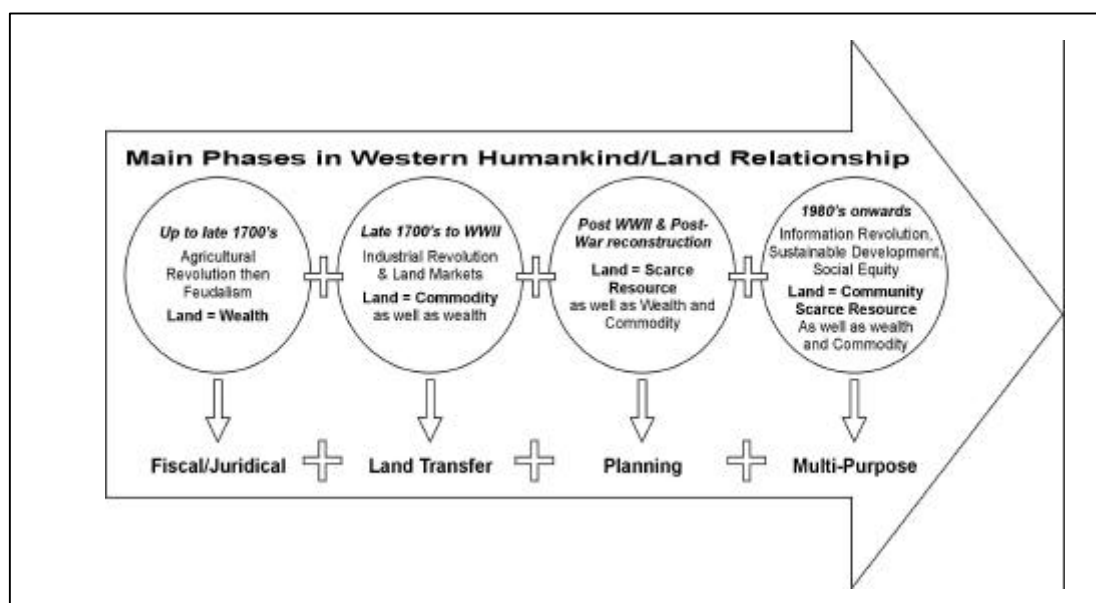 Main Phases in Western Humankind/Land Relationship
Up to late 1700's
Agricultural
Revolution then
Feudalism
Land = Wealth
Late 1700's to WWII
Industrial Revolution
& Land Markets
Land = Commodity
as well as wealth
Post WWII & Post-
War reconstruction
Land = Scarce
Resource
as well as Wealth and
Commodity
1980's onwards
Information Revolution,
Sustainable Development,
Social Equity
Land = Community
Scarce Resource
As well as wealth
and Commodity
Fiscal/Juridical
Land Transfer
Planning
Multi-Purpose